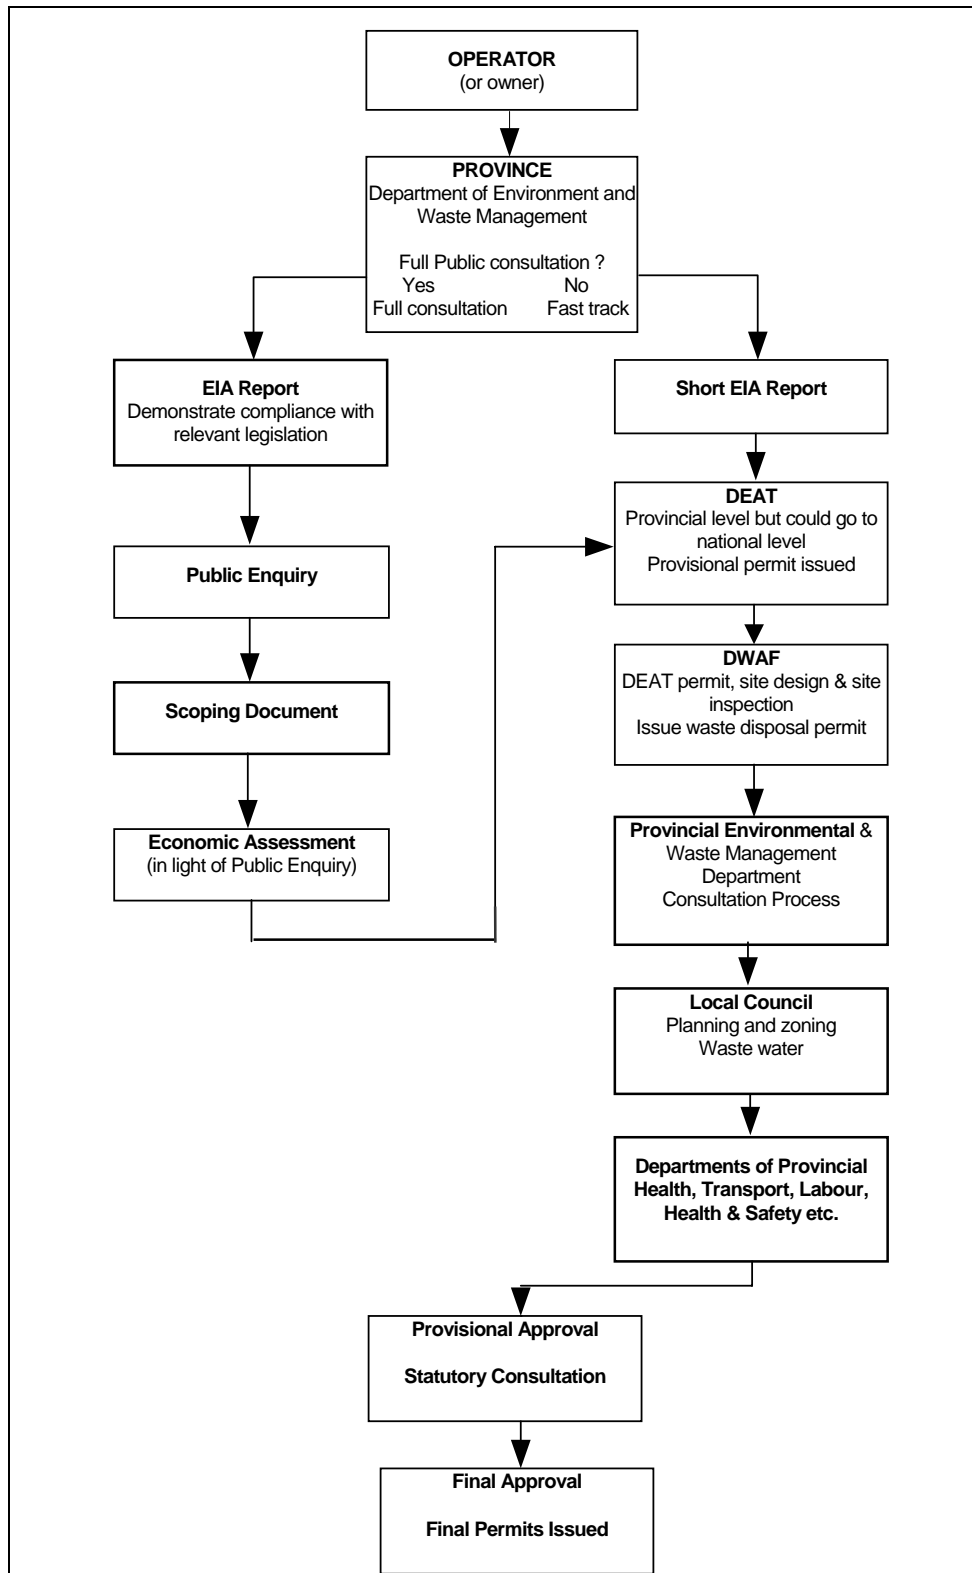 OPERATOR
(or owner)
PROVINCE
Department of Environment and
Waste Management
Full Public consultation ?
Yes No
Full consultation Fast track
EIA Report
Demonstrate compliance with
relevant legislation
Public Enquiry
Scoping Document
Economic Assessment
(in light of Public Enquiry)
Short EIA Report
DEAT
Provincial level but could go to
national level
Provisional permit issued
DWAF
DEAT permit, site design & site
inspection
Issue waste disposal permit
Provincial Environmental &
Waste Management
Department
Consultation Process
Local Council
Planning and zoning
Waste water
Departments of Provincial
Health, Transport, Labour,
Health & Safety etc.
Provisional Approval
Statutory Consultation
Final Approval
Final Permits Issued